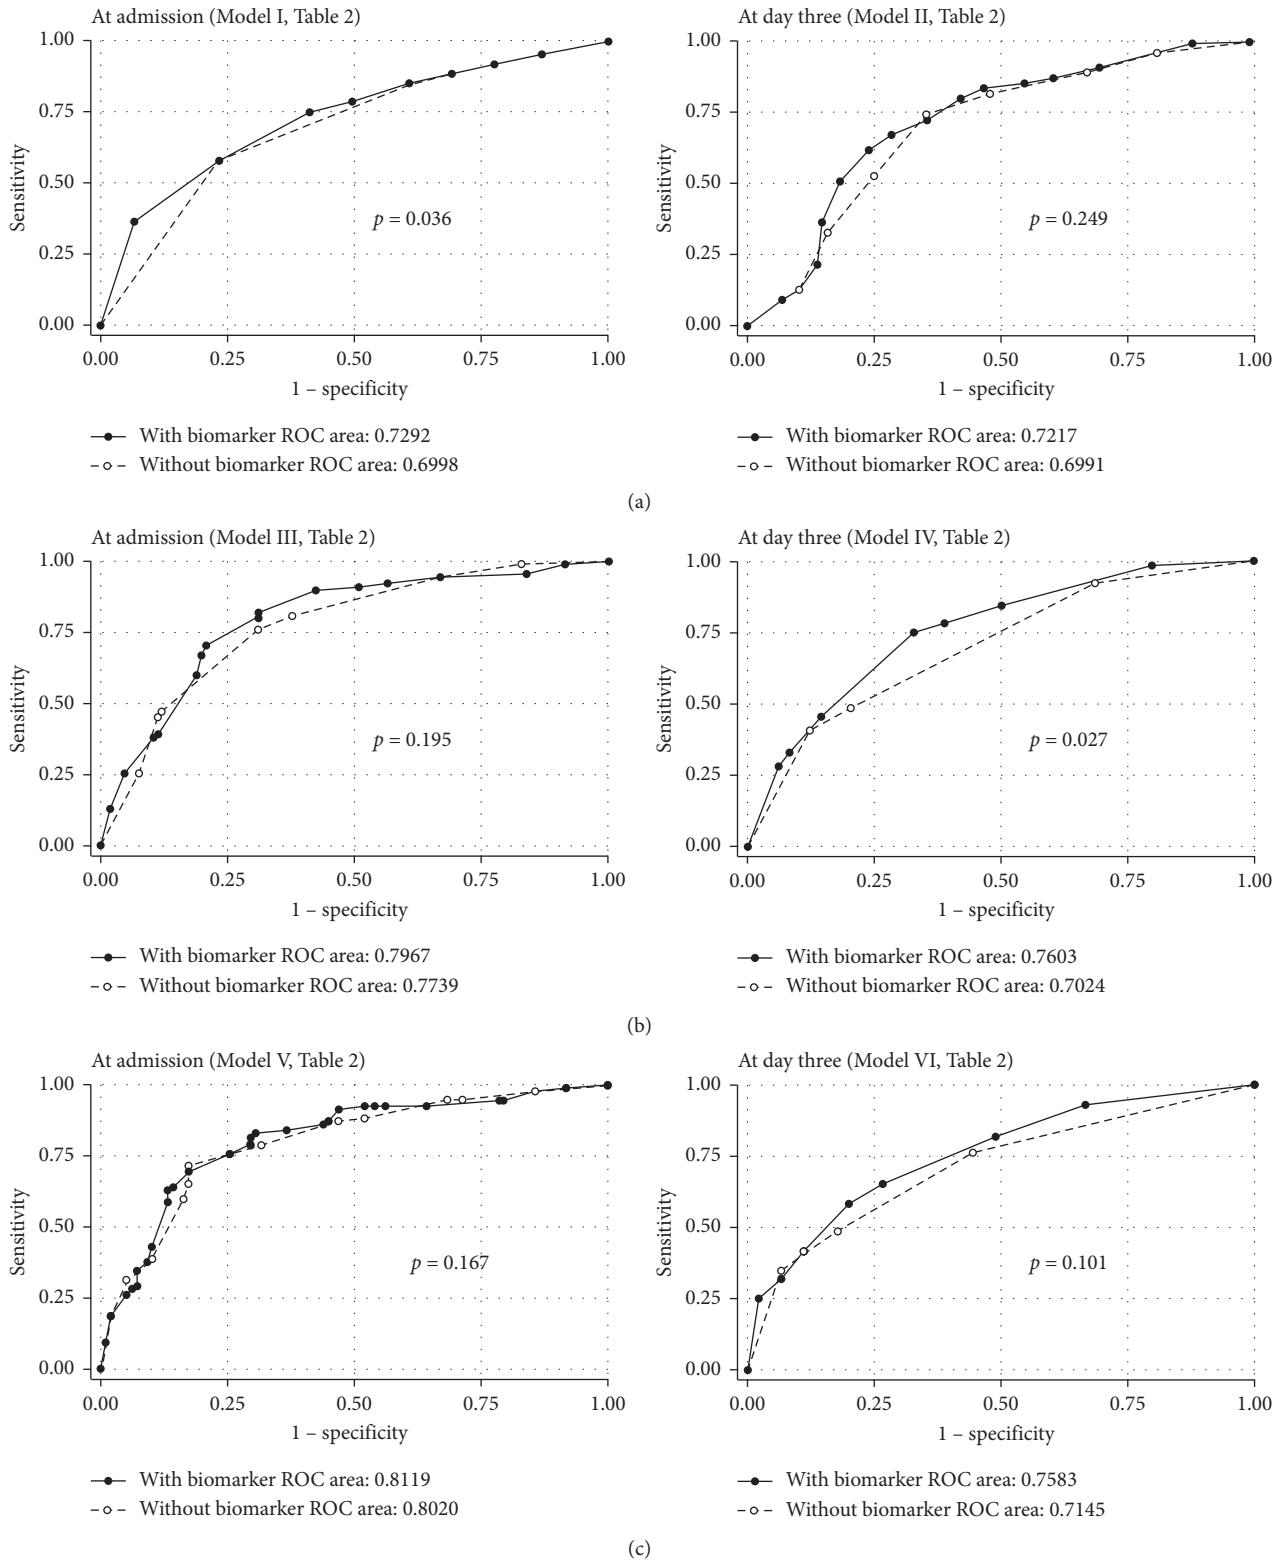 At admission (Model I, Table 2)
1.00
0.75
0.50
0.25
0.00
Sensitivity
p = 0.036
0.00 0.25 0.50 0.75 1.00
1 – specificity
With biomarker ROC area: 0.7292
Without biomarker ROC area: 0.6998
At day three (Model II, Table 2)
1.00
0.75
0.50
0.25
0.00
Sensitivity
p = 0.249
0.00 0.25 0.50 0.75 1.00
1 – specificity
With biomarker ROC area: 0.7217
Without biomarker ROC area: 0.6991
(a)
At admission (Model III, Table 2)
1.00
0.75
0.50
0.25
0.00
Sensitivity
p = 0.195
0.00 0.25 0.50 0.75 1.00
1 – specificity
With biomarker ROC area: 0.7967
Without biomarker ROC area: 0.7739
At day three (Model IV, Table 2)
1.00
0.75
0.50
0.25
0.00
Sensitivity
p = 0.027
0.00 0.25 0.50 0.75 1.00
1 – specificity
With biomarker ROC area: 0.7603
Without biomarker ROC area: 0.7024
(b)
At admission (Model V, Table 2)
1.00
0.75
0.50
0.25
0.00
Sensitivity
p = 0.167
0.00 0.25 0.50 0.75 1.00
1 – specificity
With biomarker ROC area: 0.8119
Without biomarker ROC area: 0.8020
At day three (Model VI, Table 2)
1.00
0.75
0.50
0.25
0.00
Sensitivity
p = 0.101
0.00 0.25 0.50 0.75 1.00
1 – specificity
With biomarker ROC area: 0.7583
Without biomarker ROC area: 0.7145
(c)